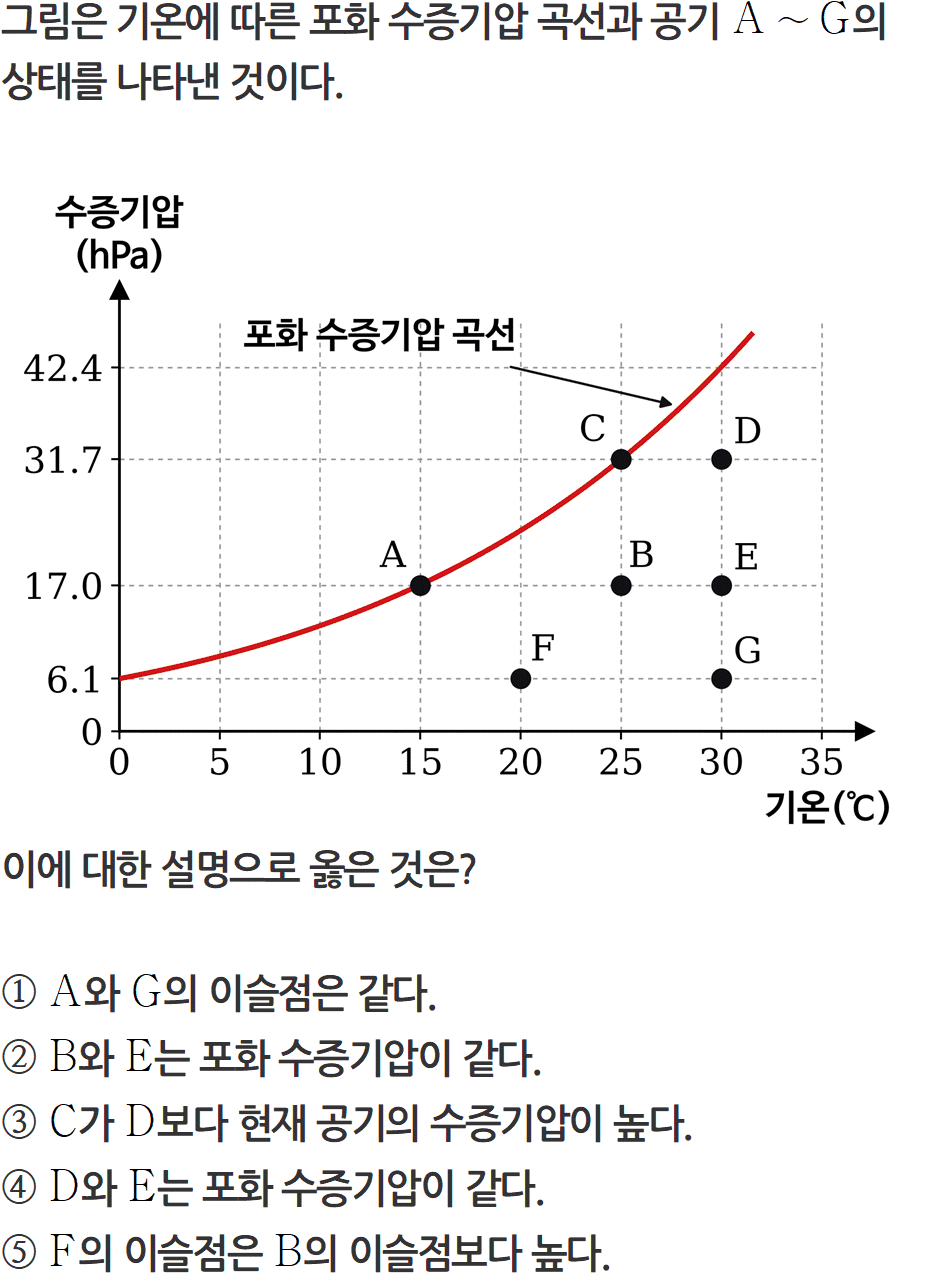 그림은 기온에 따른 포화 수증기압 곡선과 공기 A ~ G의
상태를 나타낸 것이다.
수증기압
(hPa)
포화 수증기압 곡선
42.4
C
D
31.7
A
B
E
17.0
F
G
6.1
0
0 5 10 15 20 25 30 35
기온(℃)
이에 대한 설명으로 옳은 것은?
① A와 G의 이슬점은 같다.
② B와 E는 포화 수증기압이 같다.
③ C가 D보다 현재 공기의 수증기압이 높다.
④ D와 E는 포화 수증기압이 같다.
⑤ F의 이슬점은 B의 이슬점보다 높다.